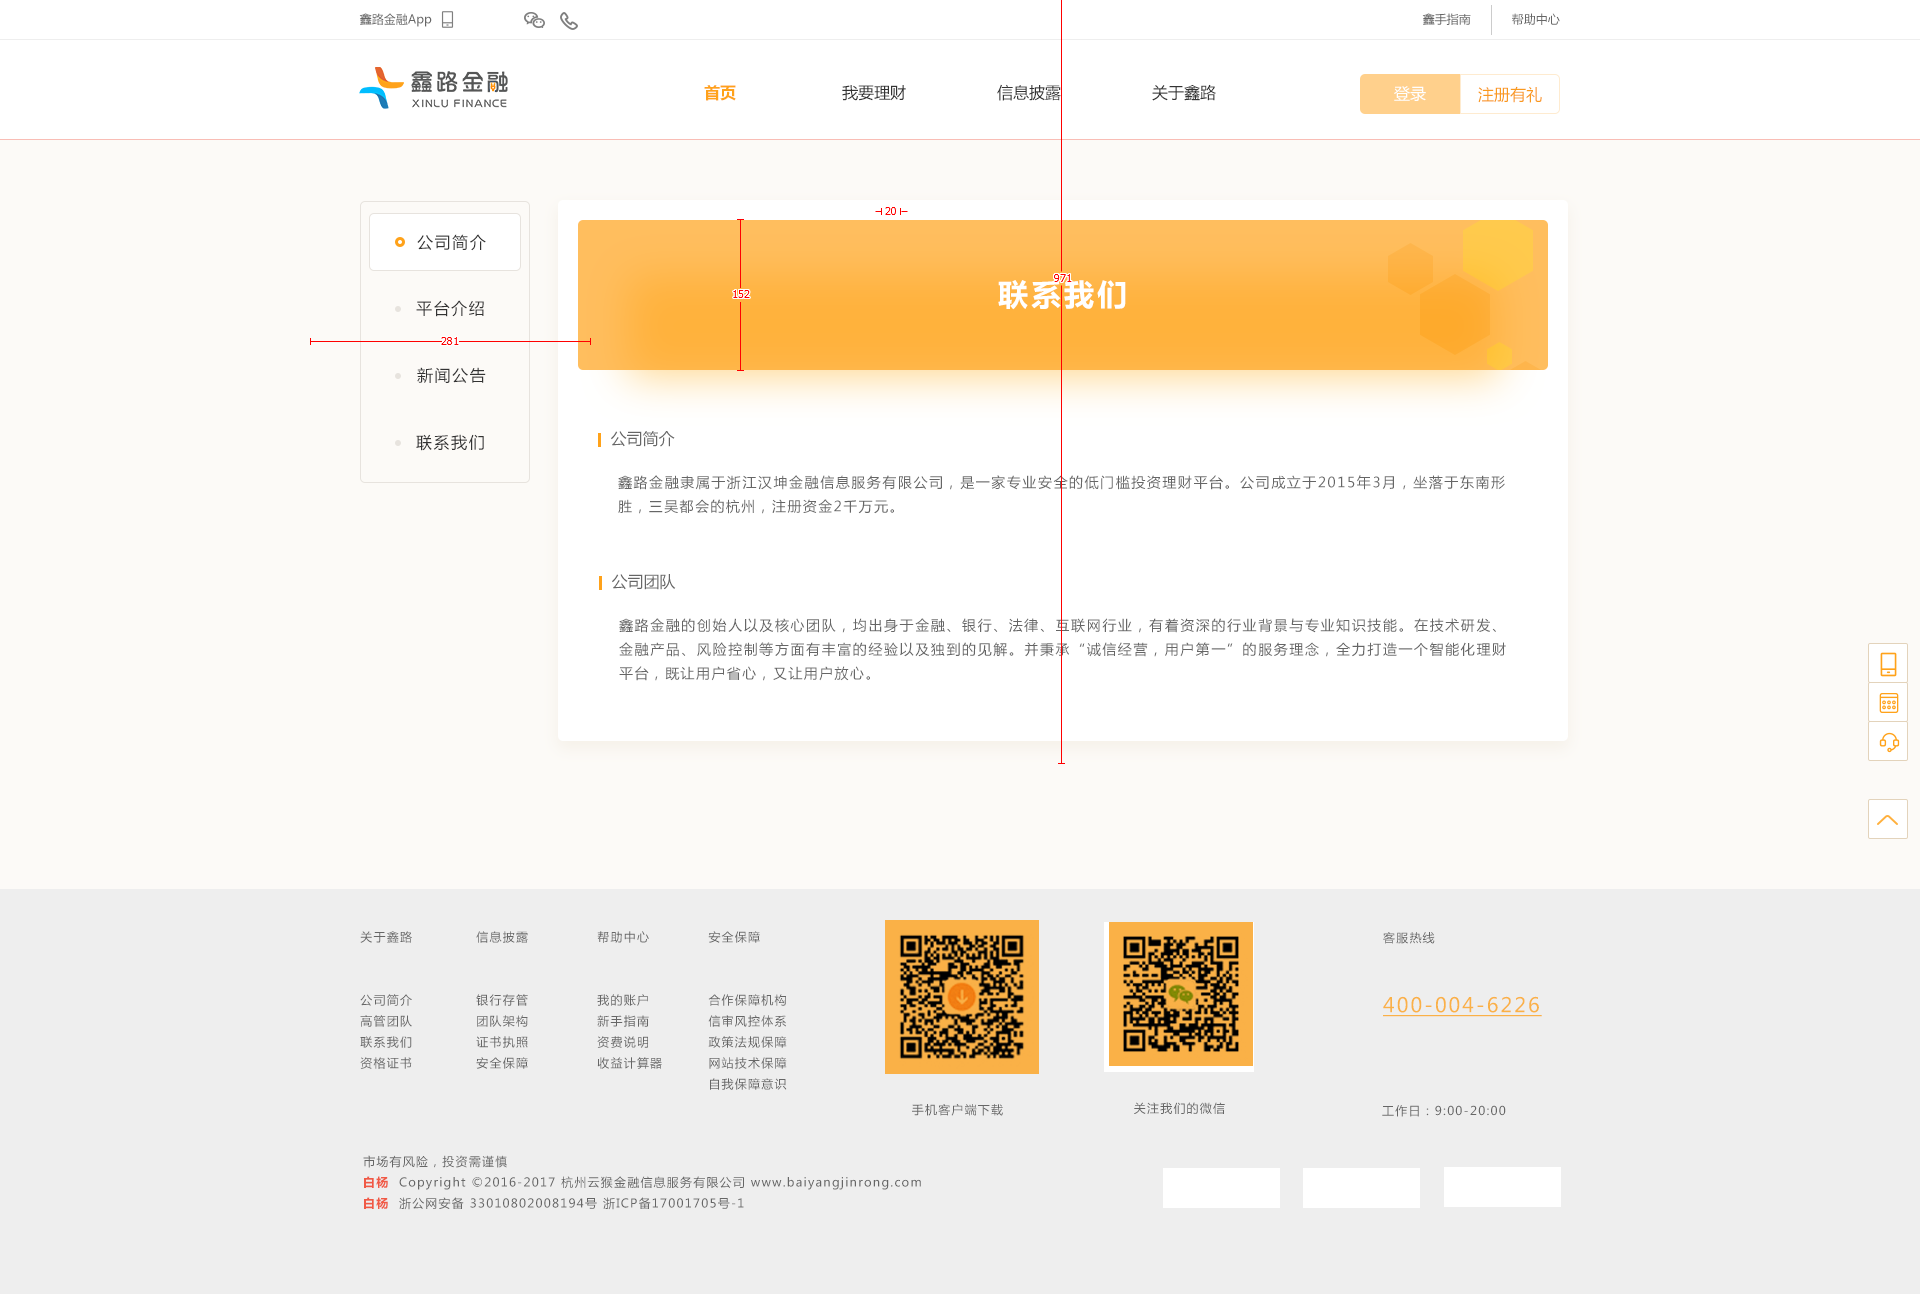 鑫路金融App
鑫手指南
帮助中心
鑫路金融
XINLU FINANCE
首页
我要理财
信息披露
关于鑫路
登录
注册有礼
公司简介
平台介绍
新闻公告
联系我们
20
152
971
281
联系我们
公司简介
鑫路金融隶属于浙江汉坤金融信息服务有限公司，是一家专业安全的低门槛投资理财平台。公司成立于2015年3月，坐落于东南形
胜，三吴都会的杭州，注册资金2千万元。
公司团队
鑫路金融的创始人以及核心团队，均出身于金融、银行、法律、互联网行业，有着资深的行业背景与专业知识技能。在技术研发、
金融产品、风险控制等方面有丰富的经验以及独到的见解。并秉承“诚信经营，用户第一”的服务理念，全力打造一个智能化理财
平台，既让用户省心，又让用户放心。
关于鑫路
公司简介
高管团队
联系我们
资格证书
信息披露
银行存管
团队架构
证书执照
安全保障
帮助中心
我的账户
新手指南
资费说明
收益计算器
安全保障
合作保障机构
信审风控体系
政策法规保障
网站技术保障
自我保障意识
手机客户端下载
关注我们的微信
客服热线
400-004-6226
工作日：9:00-20:00
市场有风险，投资需谨慎
白杨 Copyright ©2016-2017 杭州云猴金融信息服务有限公司 www.baiyangjinrong.com
白杨 浙公网安备 33010802008194号 浙ICP备17001705号-1